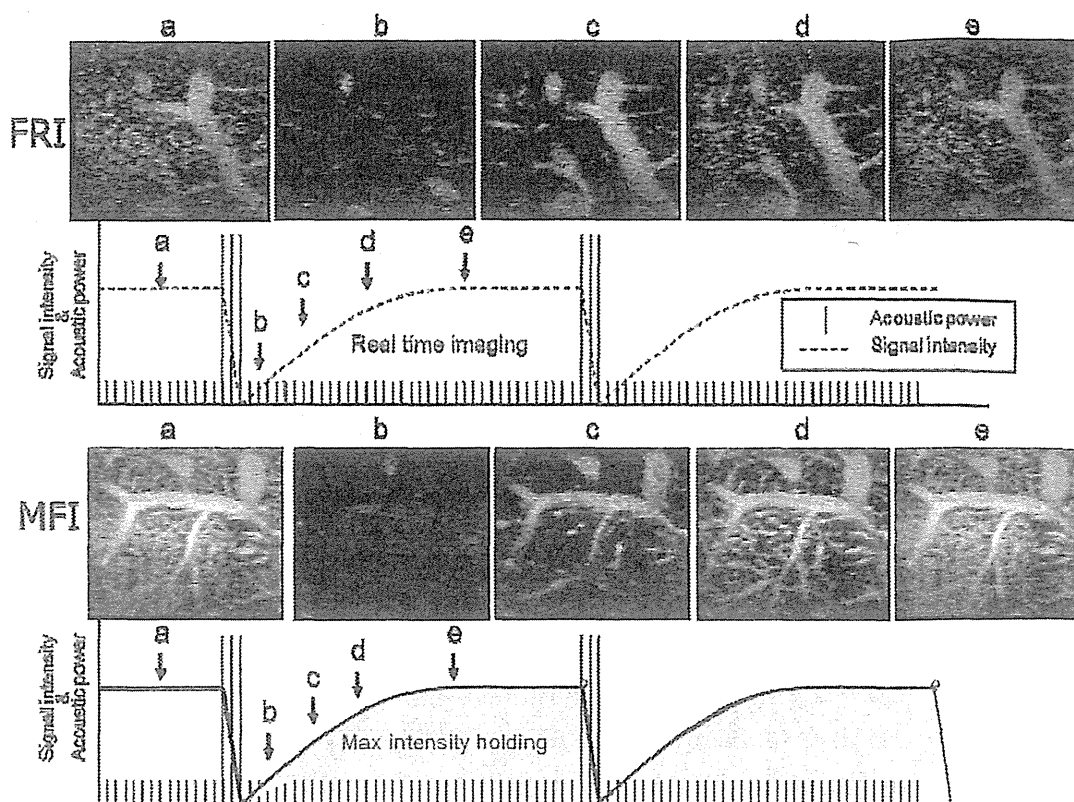 a b c d e
FRI
Signal intensity
&
Acoustic power
a
b
c
d
e
Real time imaging
Acoustic power
Signal intensity
a b c d e
MFI
Signal intensity
&
Acoustic power
a
b
c
d
e
Max intensity holding